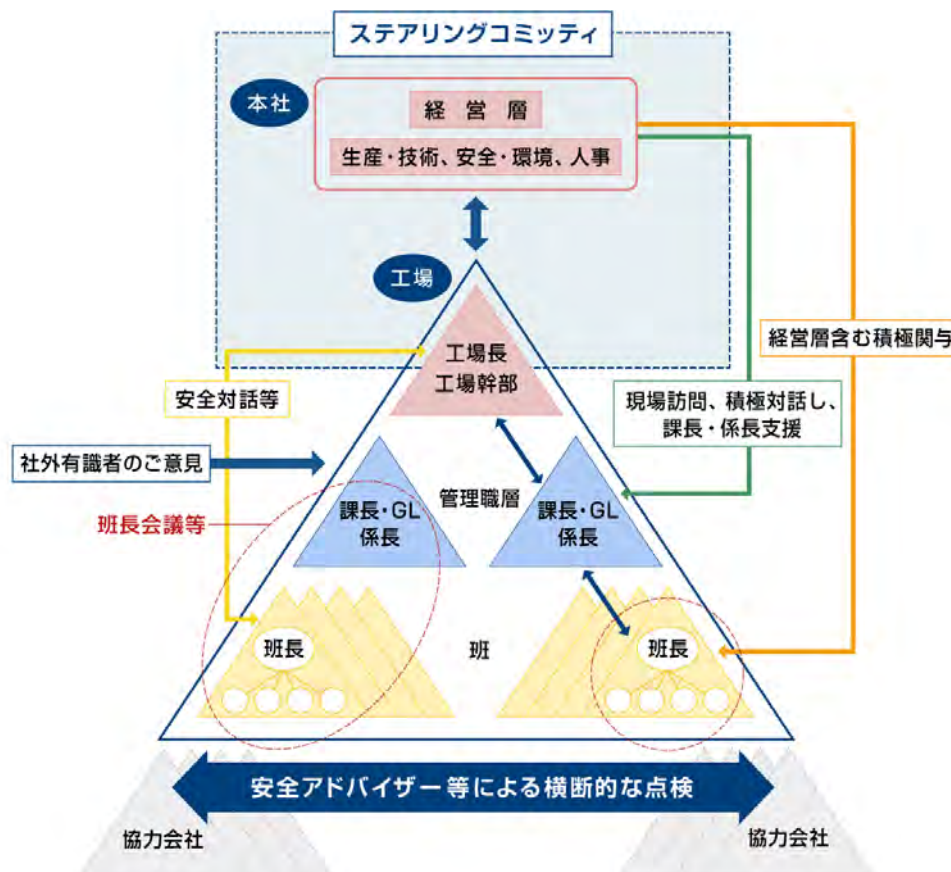 ステアリングコミッティ
本社
経営層
生産・技術、安全・環境、人事
工場
工場長
工場幹部
経営層含む積極関与
安全対話等
現場訪問、積極対話し、
課長・係長支援
社外有識者のご意見
管理職層
班長会議等
課長・GL
係長
課長・GL
係長
班長
班
班長
安全アドバイザー等による横断的な点検
協力会社
協力会社